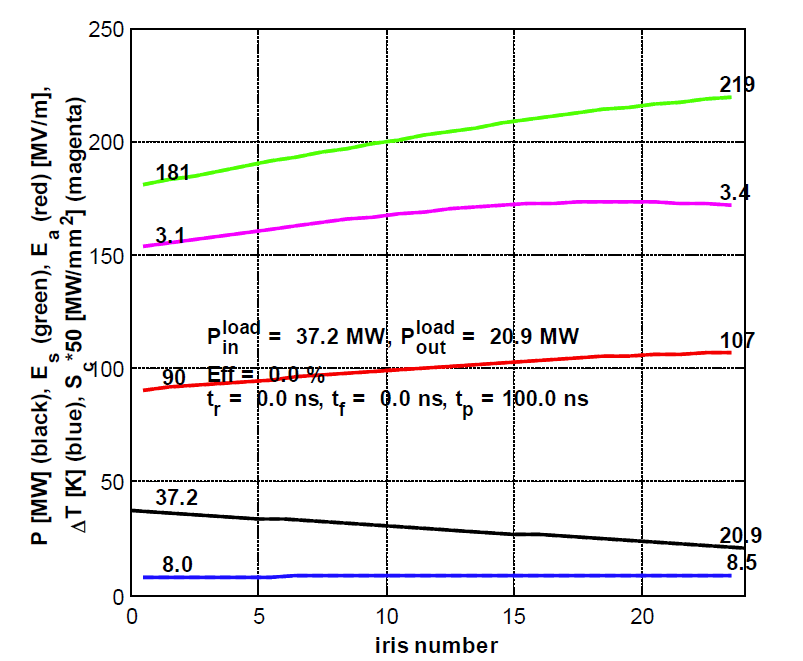 P [MW] (black), E_s (green), E_a (red) [MV/m],
Δ T [K] (blue), S_c*50 [MW/mm^2] (magenta)
250
200
150
100
50
0
219
181
3.4
3.1
P_in^load = 37.2 MW, P_out^load = 20.9 MW
107
90
Eff = 0.0 %
t_r = 0.0 ns, t_f = 0.0 ns, t_p = 100.0 ns
37.2
20.9
8.0
8.5
0 5 10 15 20
iris number